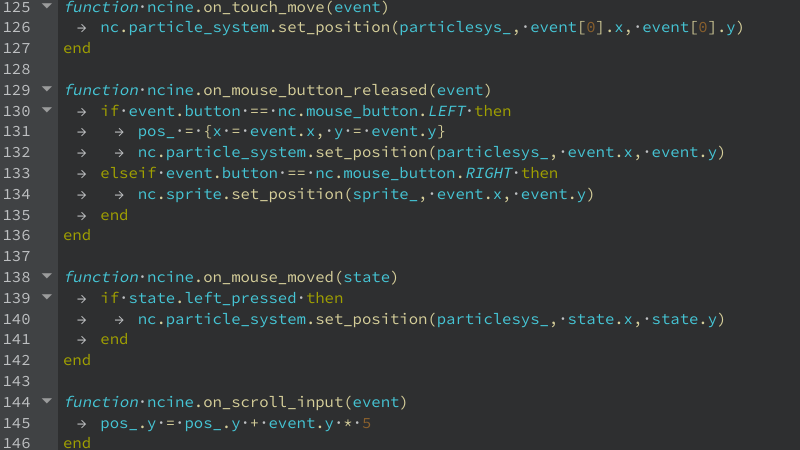 125 function ncine.on_touch_move(event)
126 nc.particle_system.set_position(particlesys_, event[0].x, event[0].y)
127 end
128
129 function ncine.on_mouse_button_released(event)
130 if event.button == nc.mouse_button.LEFT then
131 pos_ = {x = event.x, y = event.y}
132 nc.particle_system.set_position(particlesys_, event.x, event.y)
133 elseif event.button == nc.mouse_button.RIGHT then
134 nc.sprite.set_position(sprite_, event.x, event.y)
135 end
136 end
137
138 function ncine.on_mouse_moved(state)
139 if state.left_pressed then
140 nc.particle_system.set_position(particlesys_, state.x, state.y)
141 end
142 end
143
144 function ncine.on_scroll_input(event)
145 pos_.y = pos_.y + event.y * 5
146 end